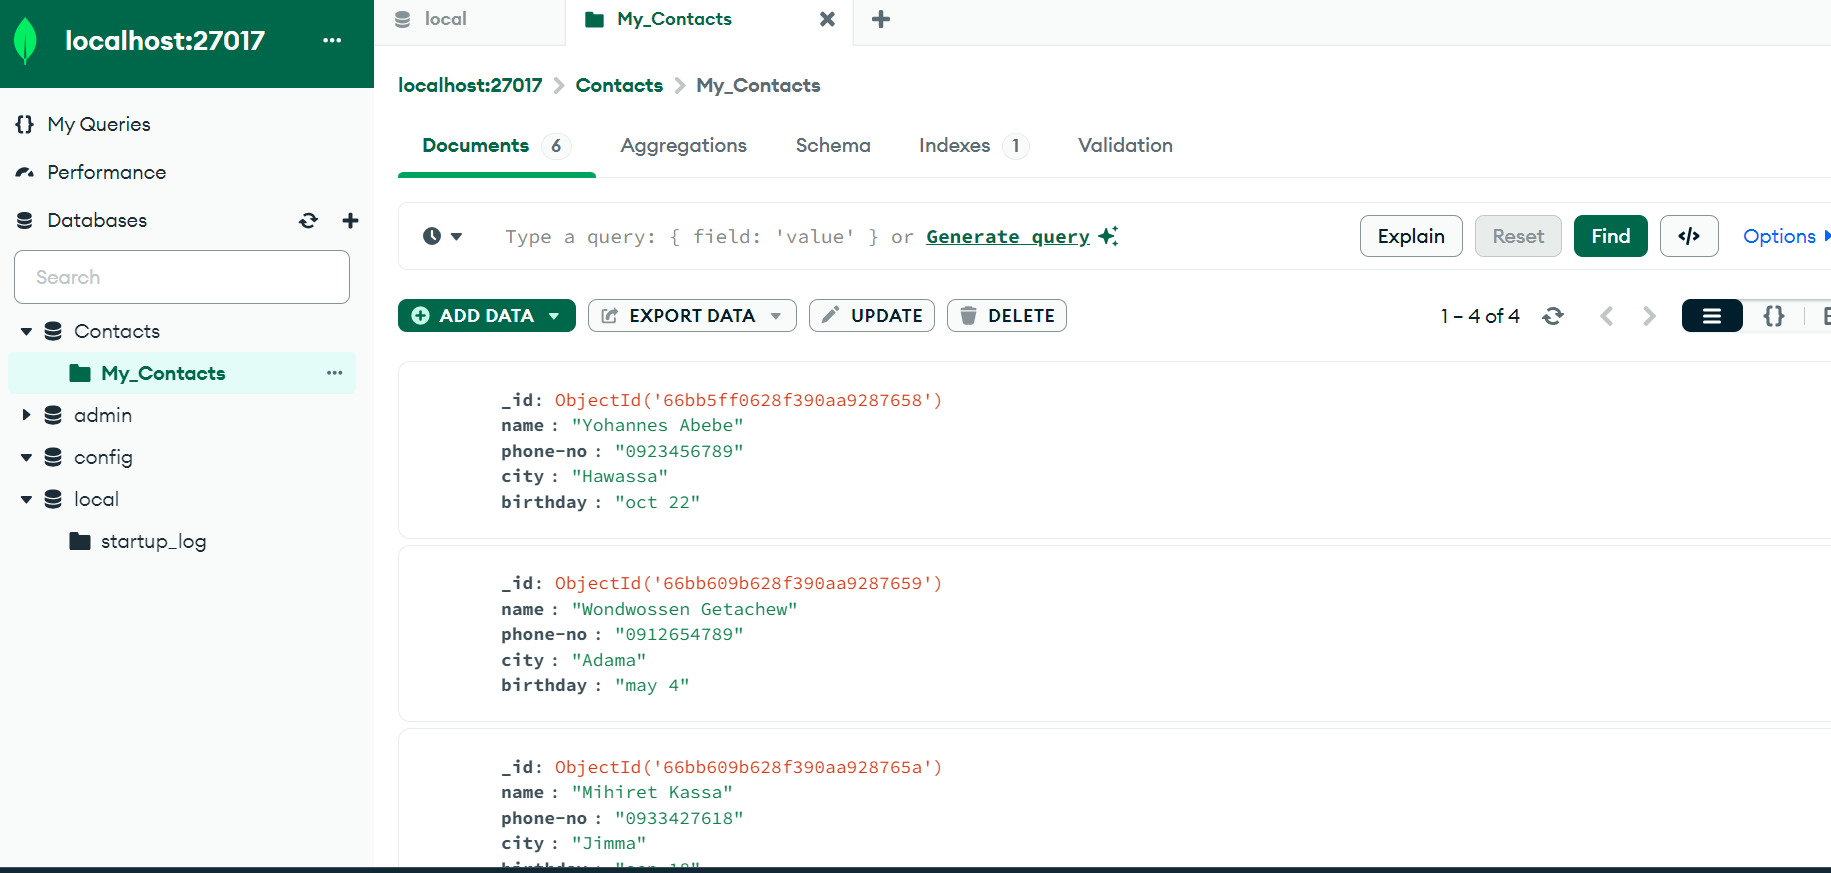 localhost:27017
My Queries
Performance
Databases
Search
Contacts
My_Contacts
admin
config
local
startup_log
local
My_Contacts
localhost:27017 > Contacts > My_Contacts
Documents 6 Aggregations Schema Indexes 1 Validation
Type a query: { field: 'value' } or Generate query
Explain Reset Find </> Options
ADD DATA EXPORT DATA UPDATE DELETE
1 – 4 of 4 {}
_id: ObjectId('66bb5ff0628f390aa9287658')
name : "Yohannes Abebe"
phone-no : "0923456789"
city : "Hawassa"
birthday : "oct 22"
_id: ObjectId('66bb609b628f390aa9287659')
name : "Wondwossen Getachew"
phone-no : "0912654789"
city : "Adama"
birthday : "may 4"
_id: ObjectId('66bb609b628f390aa928765a')
name : "Mihiret Kassa"
phone-no : "0933427618"
city : "Jimma"
birthday :